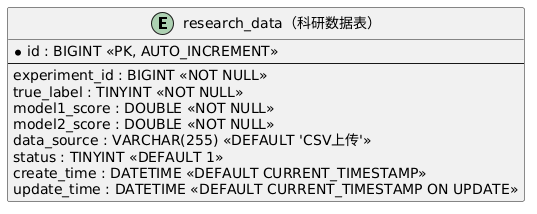 E research_data（科研数据表）
id : BIGINT «PK, AUTO_INCREMENT»
experiment_id : BIGINT «NOT NULL»
true_label : TINYINT «NOT NULL»
model1_score : DOUBLE «NOT NULL»
model2_score : DOUBLE «NOT NULL»
data_source : VARCHAR(255) «DEFAULT 'CSV上传'»
status : TINYINT «DEFAULT 1»
create_time : DATETIME «DEFAULT CURRENT_TIMESTAMP»
update_time : DATETIME «DEFAULT CURRENT_TIMESTAMP ON UPDATE»